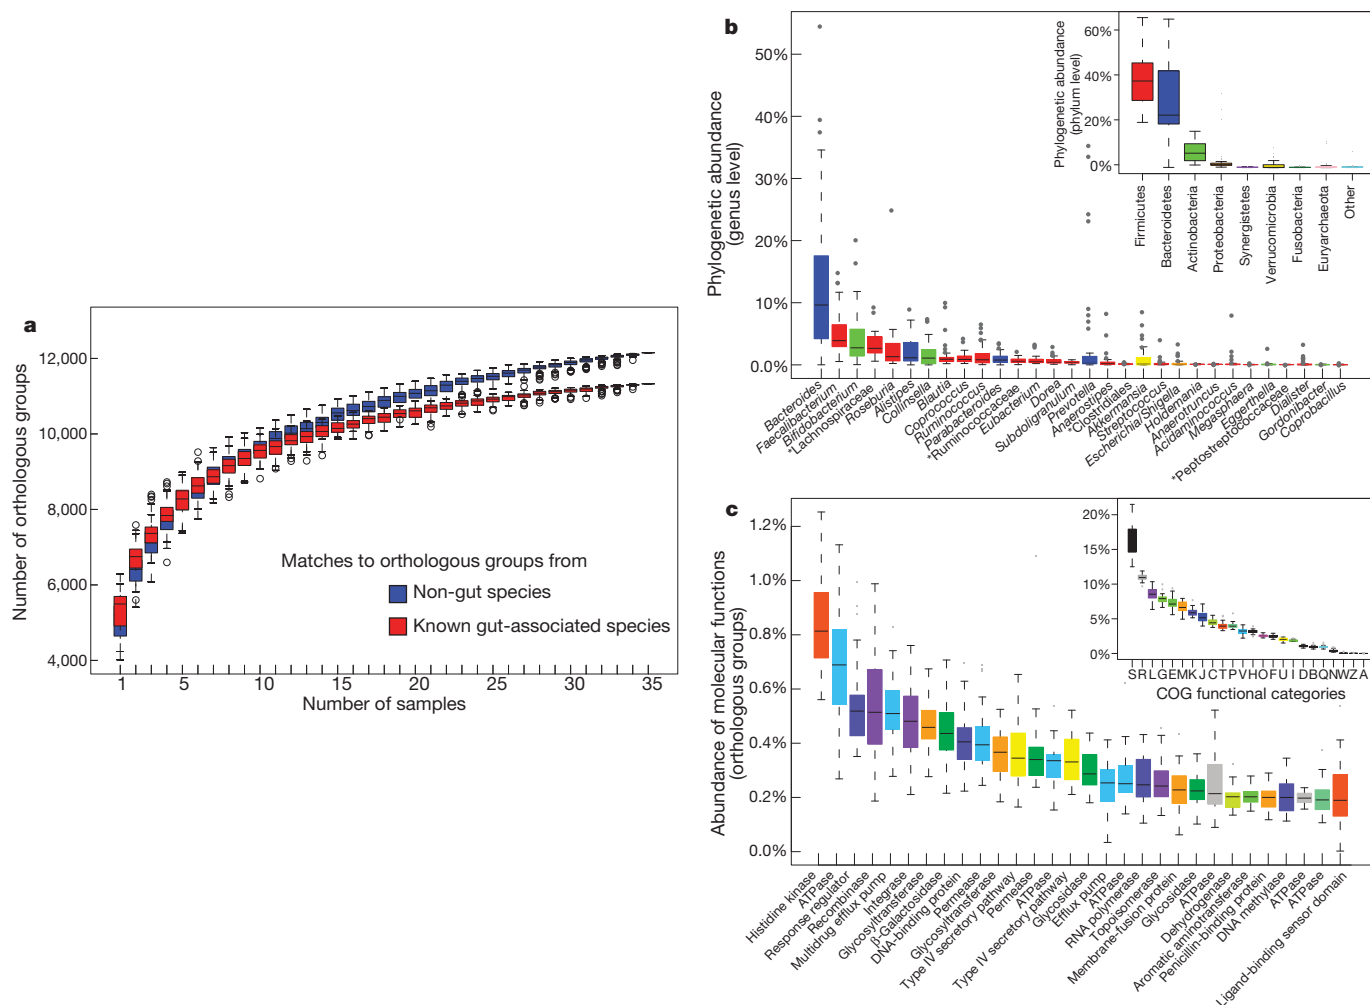 a
Number of orthologous groups
12,000
10,000
8,000
6,000
4,000
Matches to orthologous groups from
Non-gut species
Known gut-associated species
1
5
10
15
20
25
30
35
Number of samples
b
Phylogenetic abundance
(genus level)
50%
40%
30%
20%
10%
0.0%
Bacteroides
Faecalibacterium
Bifidobacterium
*Lachnospiraceae
Roseburia
Alistipes
Collinsella
Blautia
Coprococcus
Ruminococcus
Parabacteroides
*Ruminococcaceae
Eubacterium
Dorea
Subdoligranulum
Prevotella
Anaerostipes
*Clostridiales
Akkermansia
Streptococcus
Escherichia/Shigella
Holdemania
Anaerotruncus
Acidaminococcus
Megasphaera
Eggerthella
*Peptostreptococcaceae
Dialister
Gordonibacter
Coprobacillus
Phylogenetic abundance
(phylum level)
60%
40%
20%
0%
Firmicutes
Bacteroidetes
Actinobacteria
Proteobacteria
Synergistetes
Verrucomicrobia
Fusobacteria
Euryarchaeota
Other
c
Abundance of molecular functions
(orthologous groups)
1.2%
1.0%
0.8%
0.6%
0.4%
0.2%
0.0%
Histidine kinase
ATPase
Response regulator
Recombinase
Multidrug efflux pump
Integrase
Glycosyltransferase
β-Galactosidase
DNA-binding protein
Permease
Glycosyltransferase
Type IV secretory pathway
Permease
ATPase
Type IV secretory pathway
Glycosidase
Efflux pump
ATPase
RNA polymerase
Topoisomerase
Membrane-fusion protein
Glycosidase
ATPase
Dehydrogenase
Aromatic aminotransferase
Penicillin-binding protein
DNA methylase
ATPase
ATPase
Ligand-binding sensor domain
20%
15%
10%
5%
0%
SRLGEMKJCTPVHOFUIDBQNWZA
COG functional categories